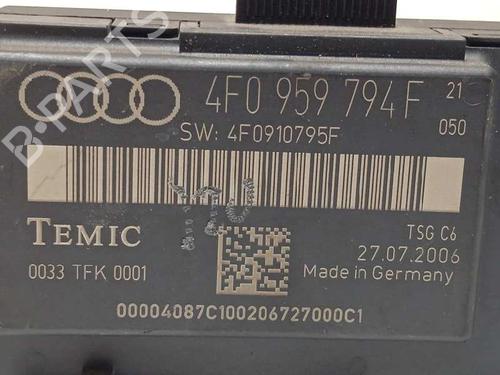 B-PARTS
4F0 959 794 F 21
SW: 4F0910795F 050
TEMIC TSG C6
27.07.2006
0033 TFK 0001 Made in Germany
00004087C100206727000C1